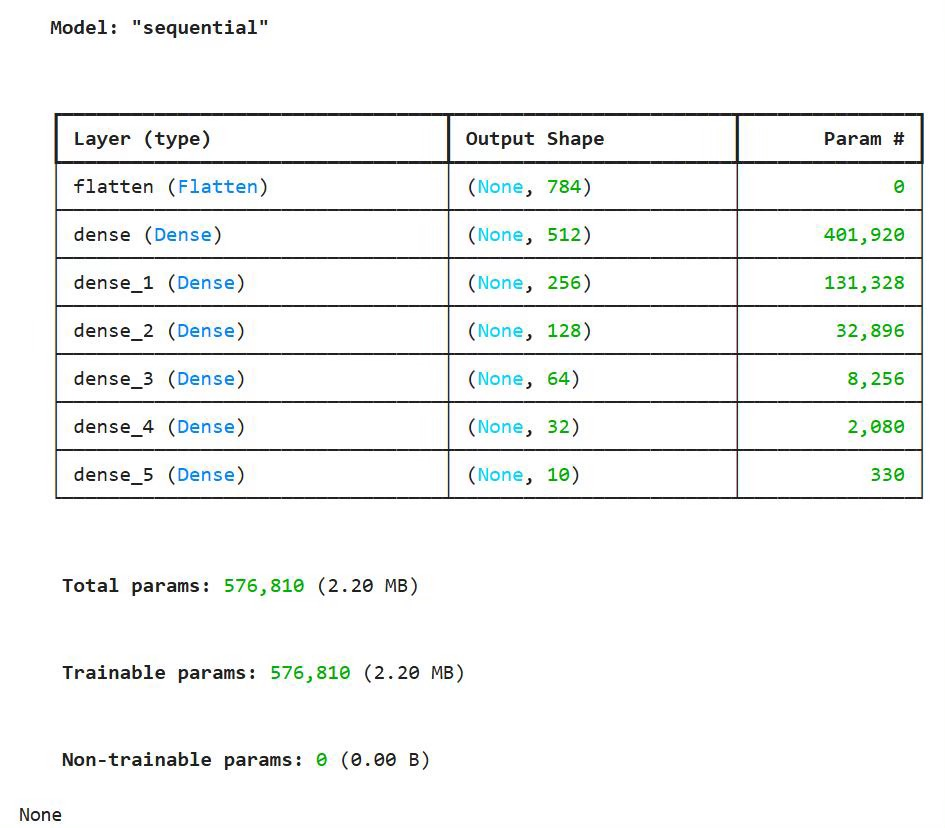 Model: "sequential"
Layer (type) Output Shape Param #
flatten (Flatten) (None, 784) 0
dense (Dense) (None, 512) 401,920
dense_1 (Dense) (None, 256) 131,328
dense_2 (Dense) (None, 128) 32,896
dense_3 (Dense) (None, 64) 8,256
dense_4 (Dense) (None, 32) 2,080
dense_5 (Dense) (None, 10) 330
Total params: 576,810 (2.20 MB)
Trainable params: 576,810 (2.20 MB)
Non-trainable params: 0 (0.00 B)
None